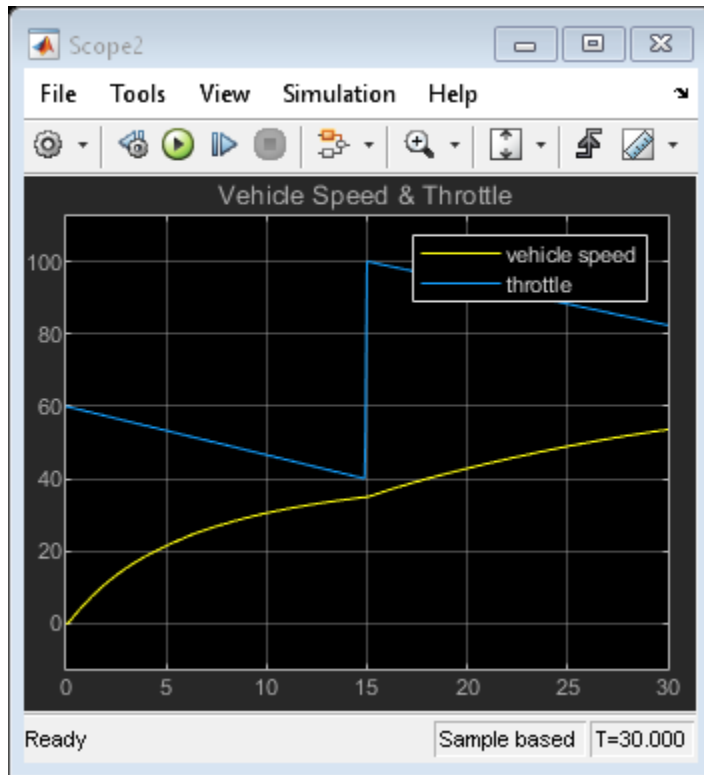 Scope2
File Tools View Simulation Help
Vehicle Speed & Throttle
vehicle speed
throttle
100
80
60
40
20
0
0 5 10 15 20 25 30
Ready Sample based T=30.000